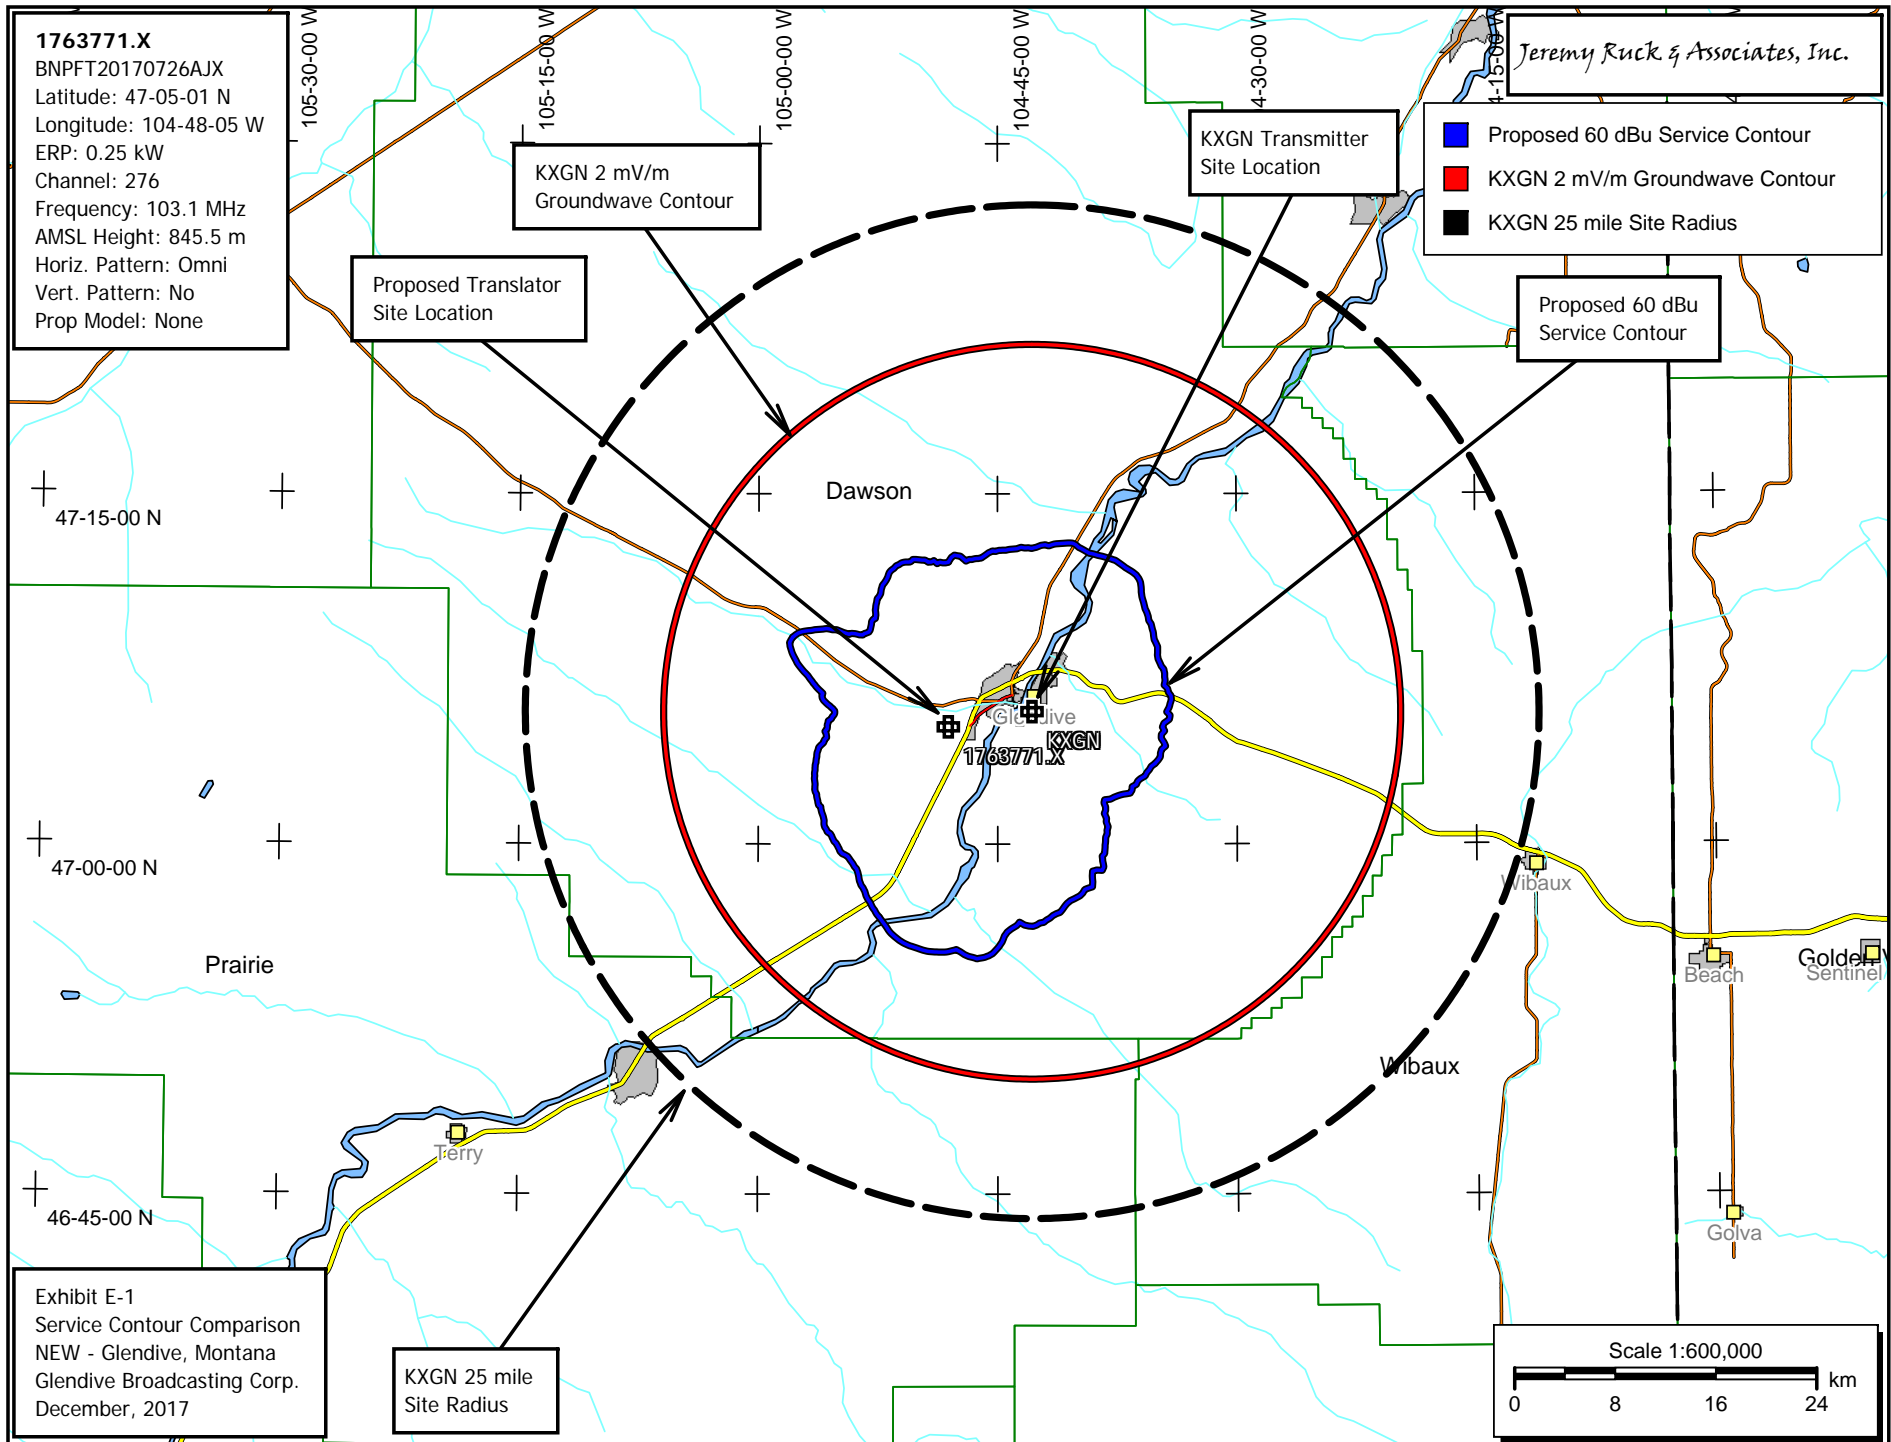 1763771.X
BNPFT20170726AJX
Latitude: 47-05-01 N
Longitude: 104-48-05 W
ERP: 0.25 kW
Channel: 276
Frequency: 103.1 MHz
AMSL Height: 845.5 m
Horiz. Pattern: Omni
Vert. Pattern: No
Prop Model: None
105-30-00 W
105-15-00 W
105-00-00 W
104-45-00 W
4-30-00 W
4-15-00 W
Jeremy Ruck & Associates, Inc.
Proposed 60 dBu Service Contour
KXGN 2 mV/m Groundwave Contour
KXGN 25 mile Site Radius
KXGN 2 mV/m
Groundwave Contour
KXGN Transmitter
Site Location
Proposed Translator
Site Location
Proposed 60 dBu
Service Contour
Dawson
47-15-00 N
Glendive
KXGN
1763771.X
47-00-00 N
Wibaux
Prairie
Beach
Golden
Sentinel
Wibaux
Terry
46-45-00 N
Golva
Exhibit E-1
Service Contour Comparison
NEW - Glendive, Montana
Glendive Broadcasting Corp.
December, 2017
KXGN 25 mile
Site Radius
Scale 1:600,000
km
0 8 16 24